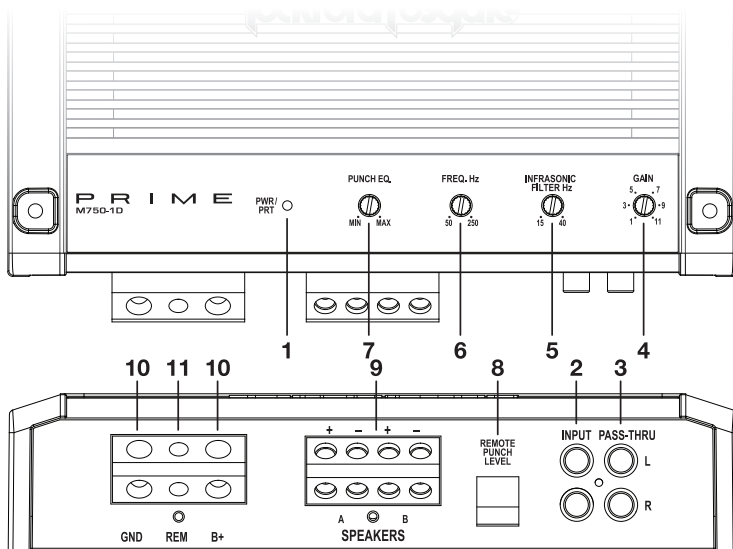 PUNCH EQ.
FREQ. Hz
INFRASONIC
FILTER Hz
GAIN
PRIME
M750-1D
PWR/
PRT
MIN MAX
50 250
15 40
5 7
3 9
1 11
1 7 6 5 4
10 11 10 9 8 2 3
+ – + –
REMOTE
PUNCH
LEVEL
INPUT PASS-THRU
L
R
A B
GND REM B+
SPEAKERS